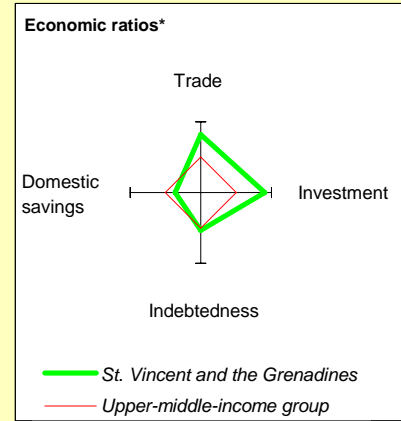 Economic ratios*
Trade
Domestic
savings
Investment
Indebtedness
St. Vincent and the Grenadines
Upper-middle-income group